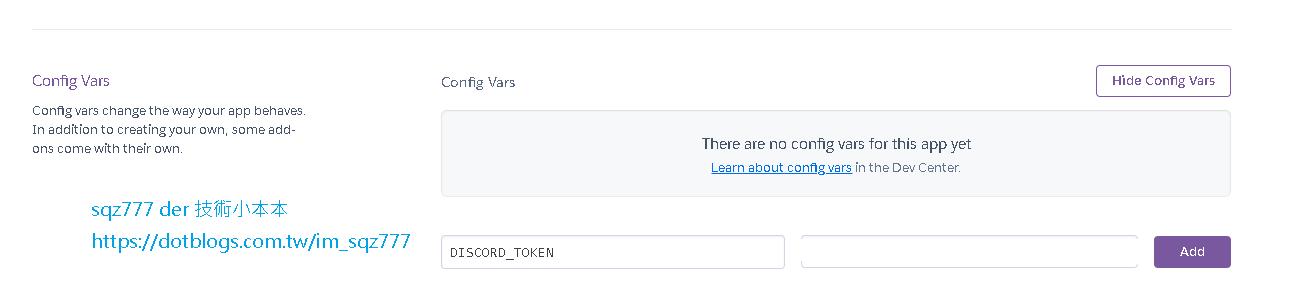 Config Vars
Config vars change the way your app behaves.
In addition to creating your own, some add-
ons come with their own.
sqz777 der 技術小本本
https://dotblogs.com.tw/im_sqz777
Config Vars
Hide Config Vars
There are no config vars for this app yet
Learn about config vars in the Dev Center.
DISCORD_TOKEN
Add